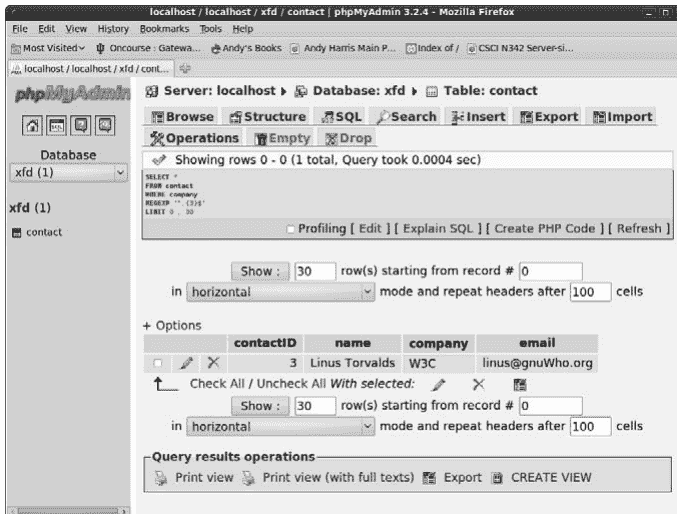 localhost / localhost / xfd / contact | phpMyAdmin 3.2.4 - Mozilla Firefox
File Edit View History Bookmarks Tools Help
Most Visited Oncourse : Gatewa... Andy's Books Andy Harris Main P... Index of / CSCI N342 Server-si...
localhost / localhost / xfd / cont...
phpMyAdmin
Database
xfd (1)
xfd (1)
contact
Server: localhost Database: xfd Table: contact
Browse Structure SQL Search Insert Export Import
Operations Empty Drop
Showing rows 0 - 0 (1 total, Query took 0.0004 sec)
SELECT *
FROM contact
WHERE company
REGEXP '^.{3}$'
LIMIT 0 , 30
Profiling [ Edit ] [ Explain SQL ] [ Create PHP Code ] [ Refresh ]
Show : 30 row(s) starting from record # 0
in horizontal mode and repeat headers after 100 cells
+ Options
contactID name company email
3 Linus Torvalds W3C linus@gnuWho.org
Check All / Uncheck All With selected:
Show : 30 row(s) starting from record # 0
in horizontal mode and repeat headers after 100 cells
Query results operations
Print view Print view (with full texts) Export CREATE VIEW